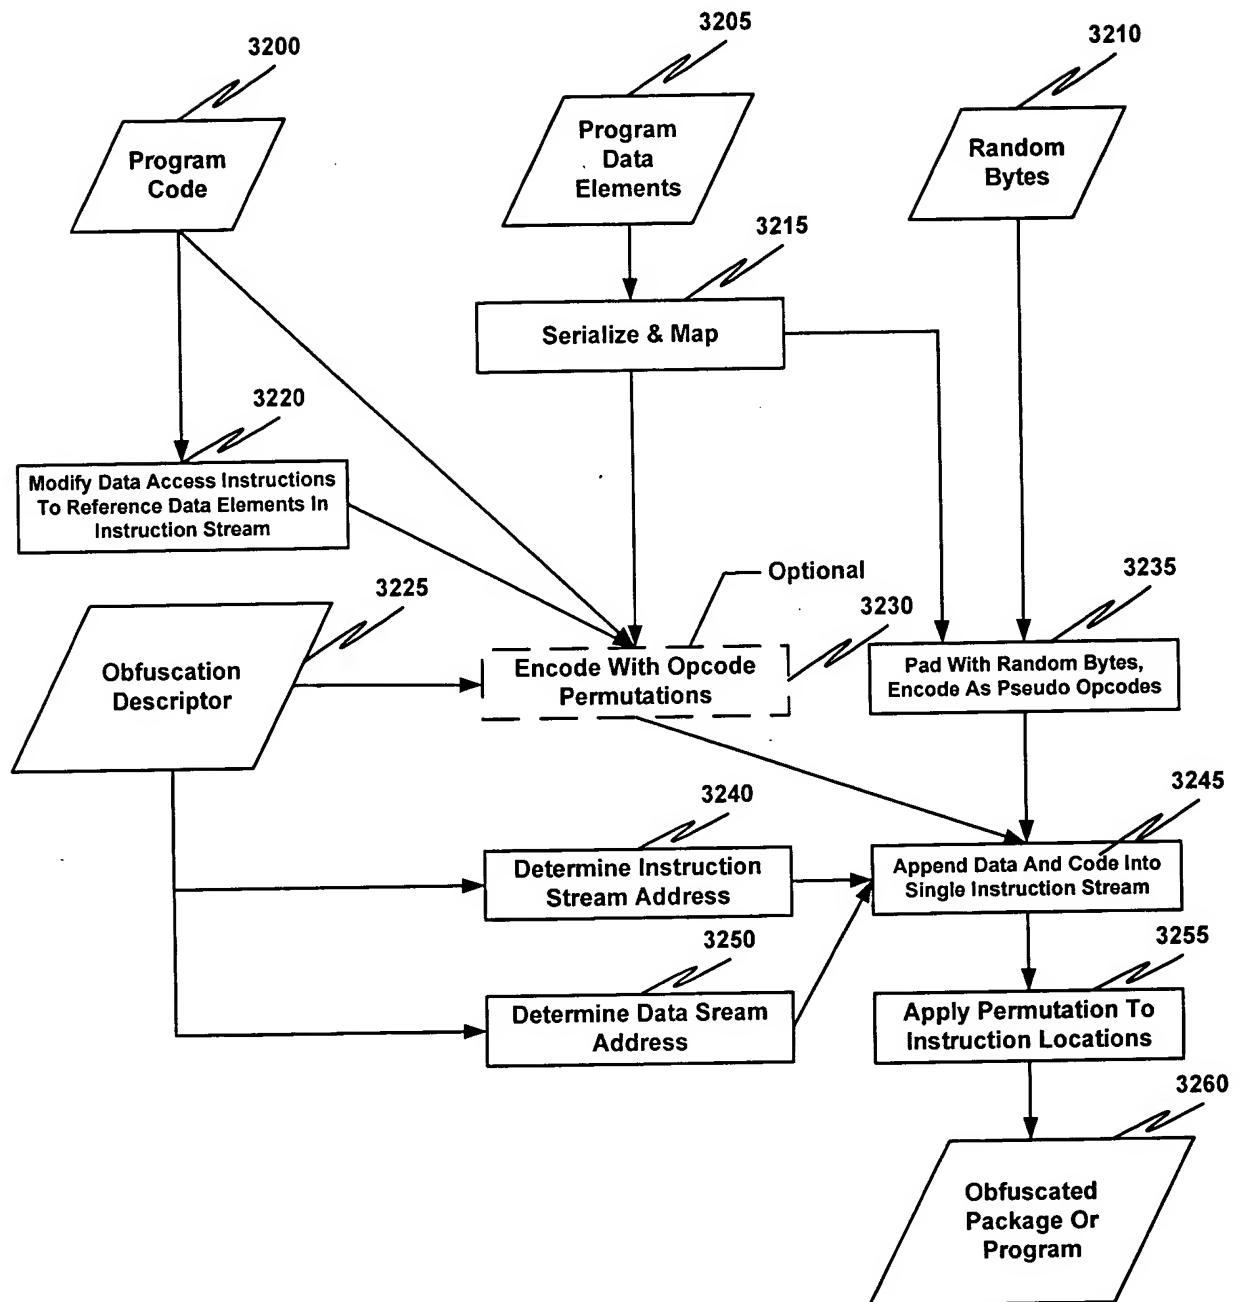 3200
3205
3210
Program
Code
Program
Data
Elements
Random
Bytes
3215
Serialize & Map
3220
Modify Data Access Instructions
To Reference Data Elements In
Instruction Stream
Optional
3225
3230
3235
Obfuscation
Descriptor
Encode With Opcode
Permutations
Pad With Random Bytes,
Encode As Pseudo Opcodes
3240
3245
Determine Instruction
Stream Address
Append Data And Code Into
Single Instruction Stream
3250
3255
Determine Data Sream
Address
Apply Permutation To
Instruction Locations
3260
Obfuscated
Package Or
Program